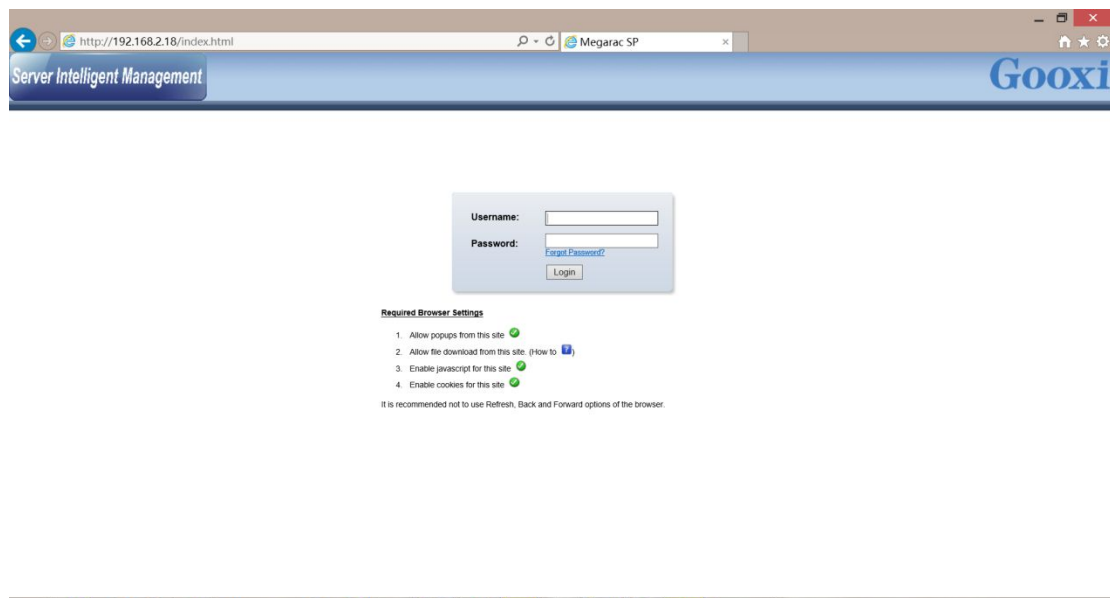 http://192.168.2.18/index.html
Megarac SP
Server Intelligent Management
Gooxi
Username:
Password:
Forgot Password?
Login
Required Browser Settings
1. Allow popups from this site
2. Allow file download from this site. (How to ?)
3. Enable javascript for this site
4. Enable cookies for this site
It is recommended not to use Refresh, Back and Forward options of the browser.